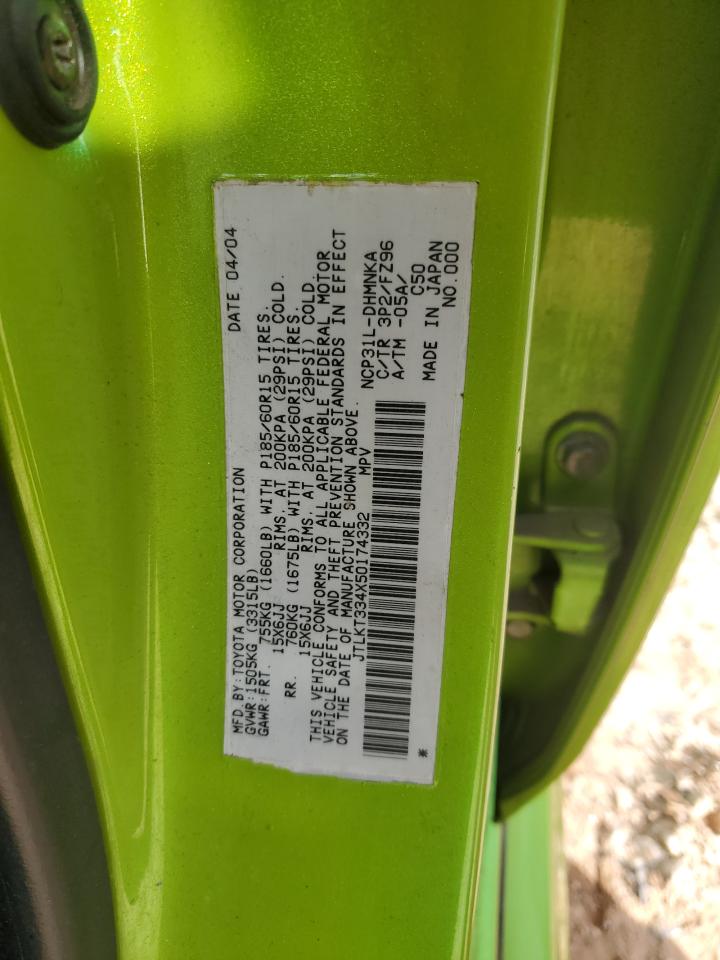 DATE 04/04
MFD. BY:TOYOTA MOTOR CORPORATION
GVWR:1505KG (3315LB)
GAWR:FRT. 755KG (1660LB) WITH P185/60R15 TIRES.
15X6JJ RIMS. AT 200KPA (29PSI) COLD.
RR. 760KG (1675LB) WITH P185/60R15 TIRES.
15X6JJ RIMS. AT 200KPA (29PSI) COLD.
THIS VEHICLE CONFORMS TO ALL APPLICABLE FEDERAL MOTOR
VEHICLE SAFETY AND THEFT PREVENTION STANDARDS IN EFFECT
ON THE DATE OF MANUFACTURE SHOWN ABOVE.
JTLKT334X50174332 MPV
NCP31L-DHMNKA
C/TR 3P2/FZ96
A/TM -05A/
C50
MADE IN JAPAN
NO.000
*